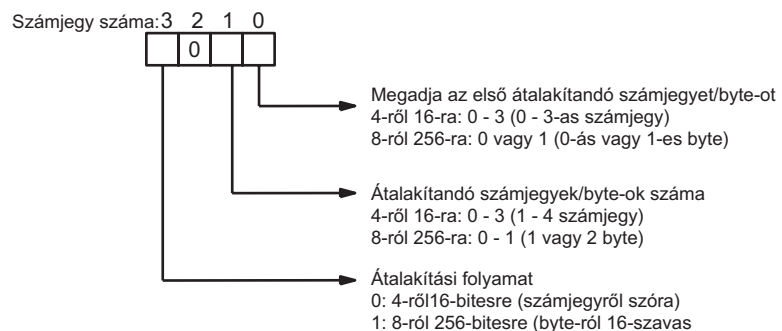 Számjegy száma: 3 2 1 0
0
Megadja az első átalakítandó számjegyet/byte-ot
4-ről 16-ra: 0 - 3 (0 - 3-as számjegy)
8-ról 256-ra: 0 vagy 1 (0-ás vagy 1-es byte)
Átalakítandó számjegyek/byte-ok száma
4-ről 16-ra: 0 - 3 (1 - 4 számjegy)
8-ról 256-ra: 0 - 1 (1 vagy 2 byte)
Átalakítási folyamat
0: 4-ről16-bitesre (számjegyről szóra)
1: 8-ról 256-bitesre (byte-ról 16-szavas